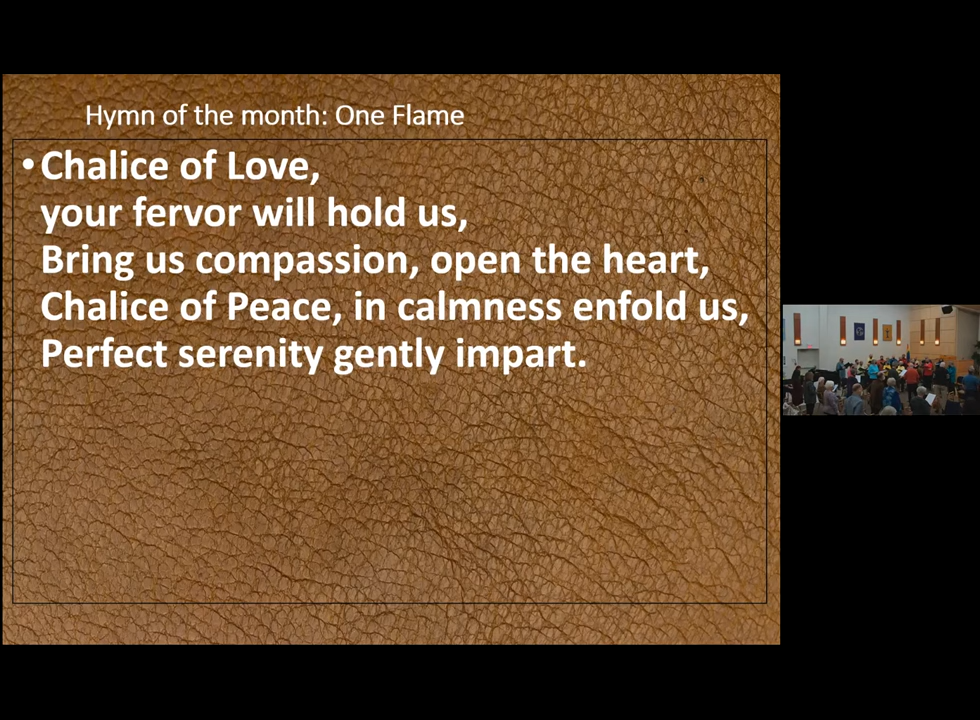 Hymn of the month: One Flame
• Chalice of Love,
your fervor will hold us,
Bring us compassion, open the heart,
Chalice of Peace, in calmness enfold us,
Perfect serenity gently impart.